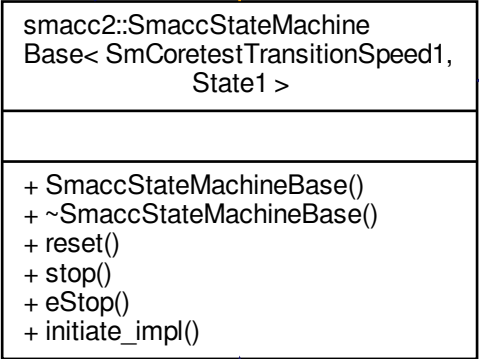 smacc2::SmaccStateMachine
Base< SmCoretestTransitionSpeed1,
State1 >
+ SmaccStateMachineBase()
+ ~SmaccStateMachineBase()
+ reset()
+ stop()
+ eStop()
+ initiate_impl()